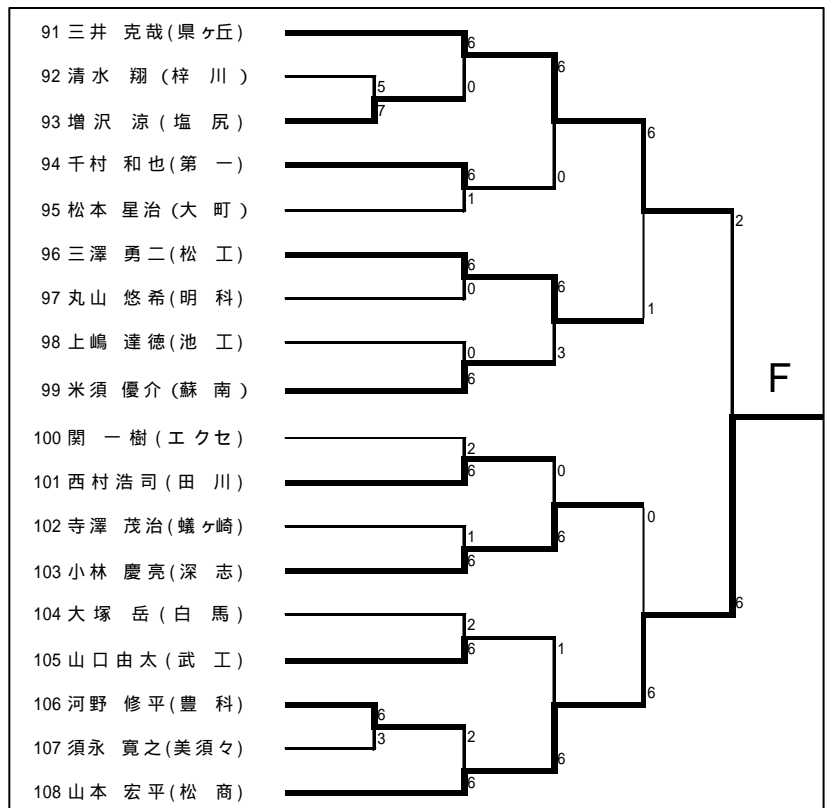 91 三井 克哉(県ヶ丘)
6
6
92 清水 翔 (梓 川 )
5
0
7
93 増沢 涼 ( 塩 尻 )
6
94 千村 和也(第 一)
6
0
1
95 松本 星治 (大 町 )
2
96 三澤 勇二(松 工)
6
0
6
97 丸山 悠希(明 科)
1
98 上嶋 達徳(池 工)
0
3
6
99 米須 優介 (蘇 南 )
F
100 関 一樹 (エクセ)
2
6
0
101 西村浩司 (田 川)
0
102 寺澤 茂治(蟻ヶ崎)
1
6
6
103 小林 慶亮(深 志)
6
104 大塚 岳 ( 白 馬 )
2
6
1
105 山口由太(武 工)
6
106 河野 修平(豊 科)
6
3
2
107 須永 寛之(美須々)
6
6
108 山本 宏平(松 商)